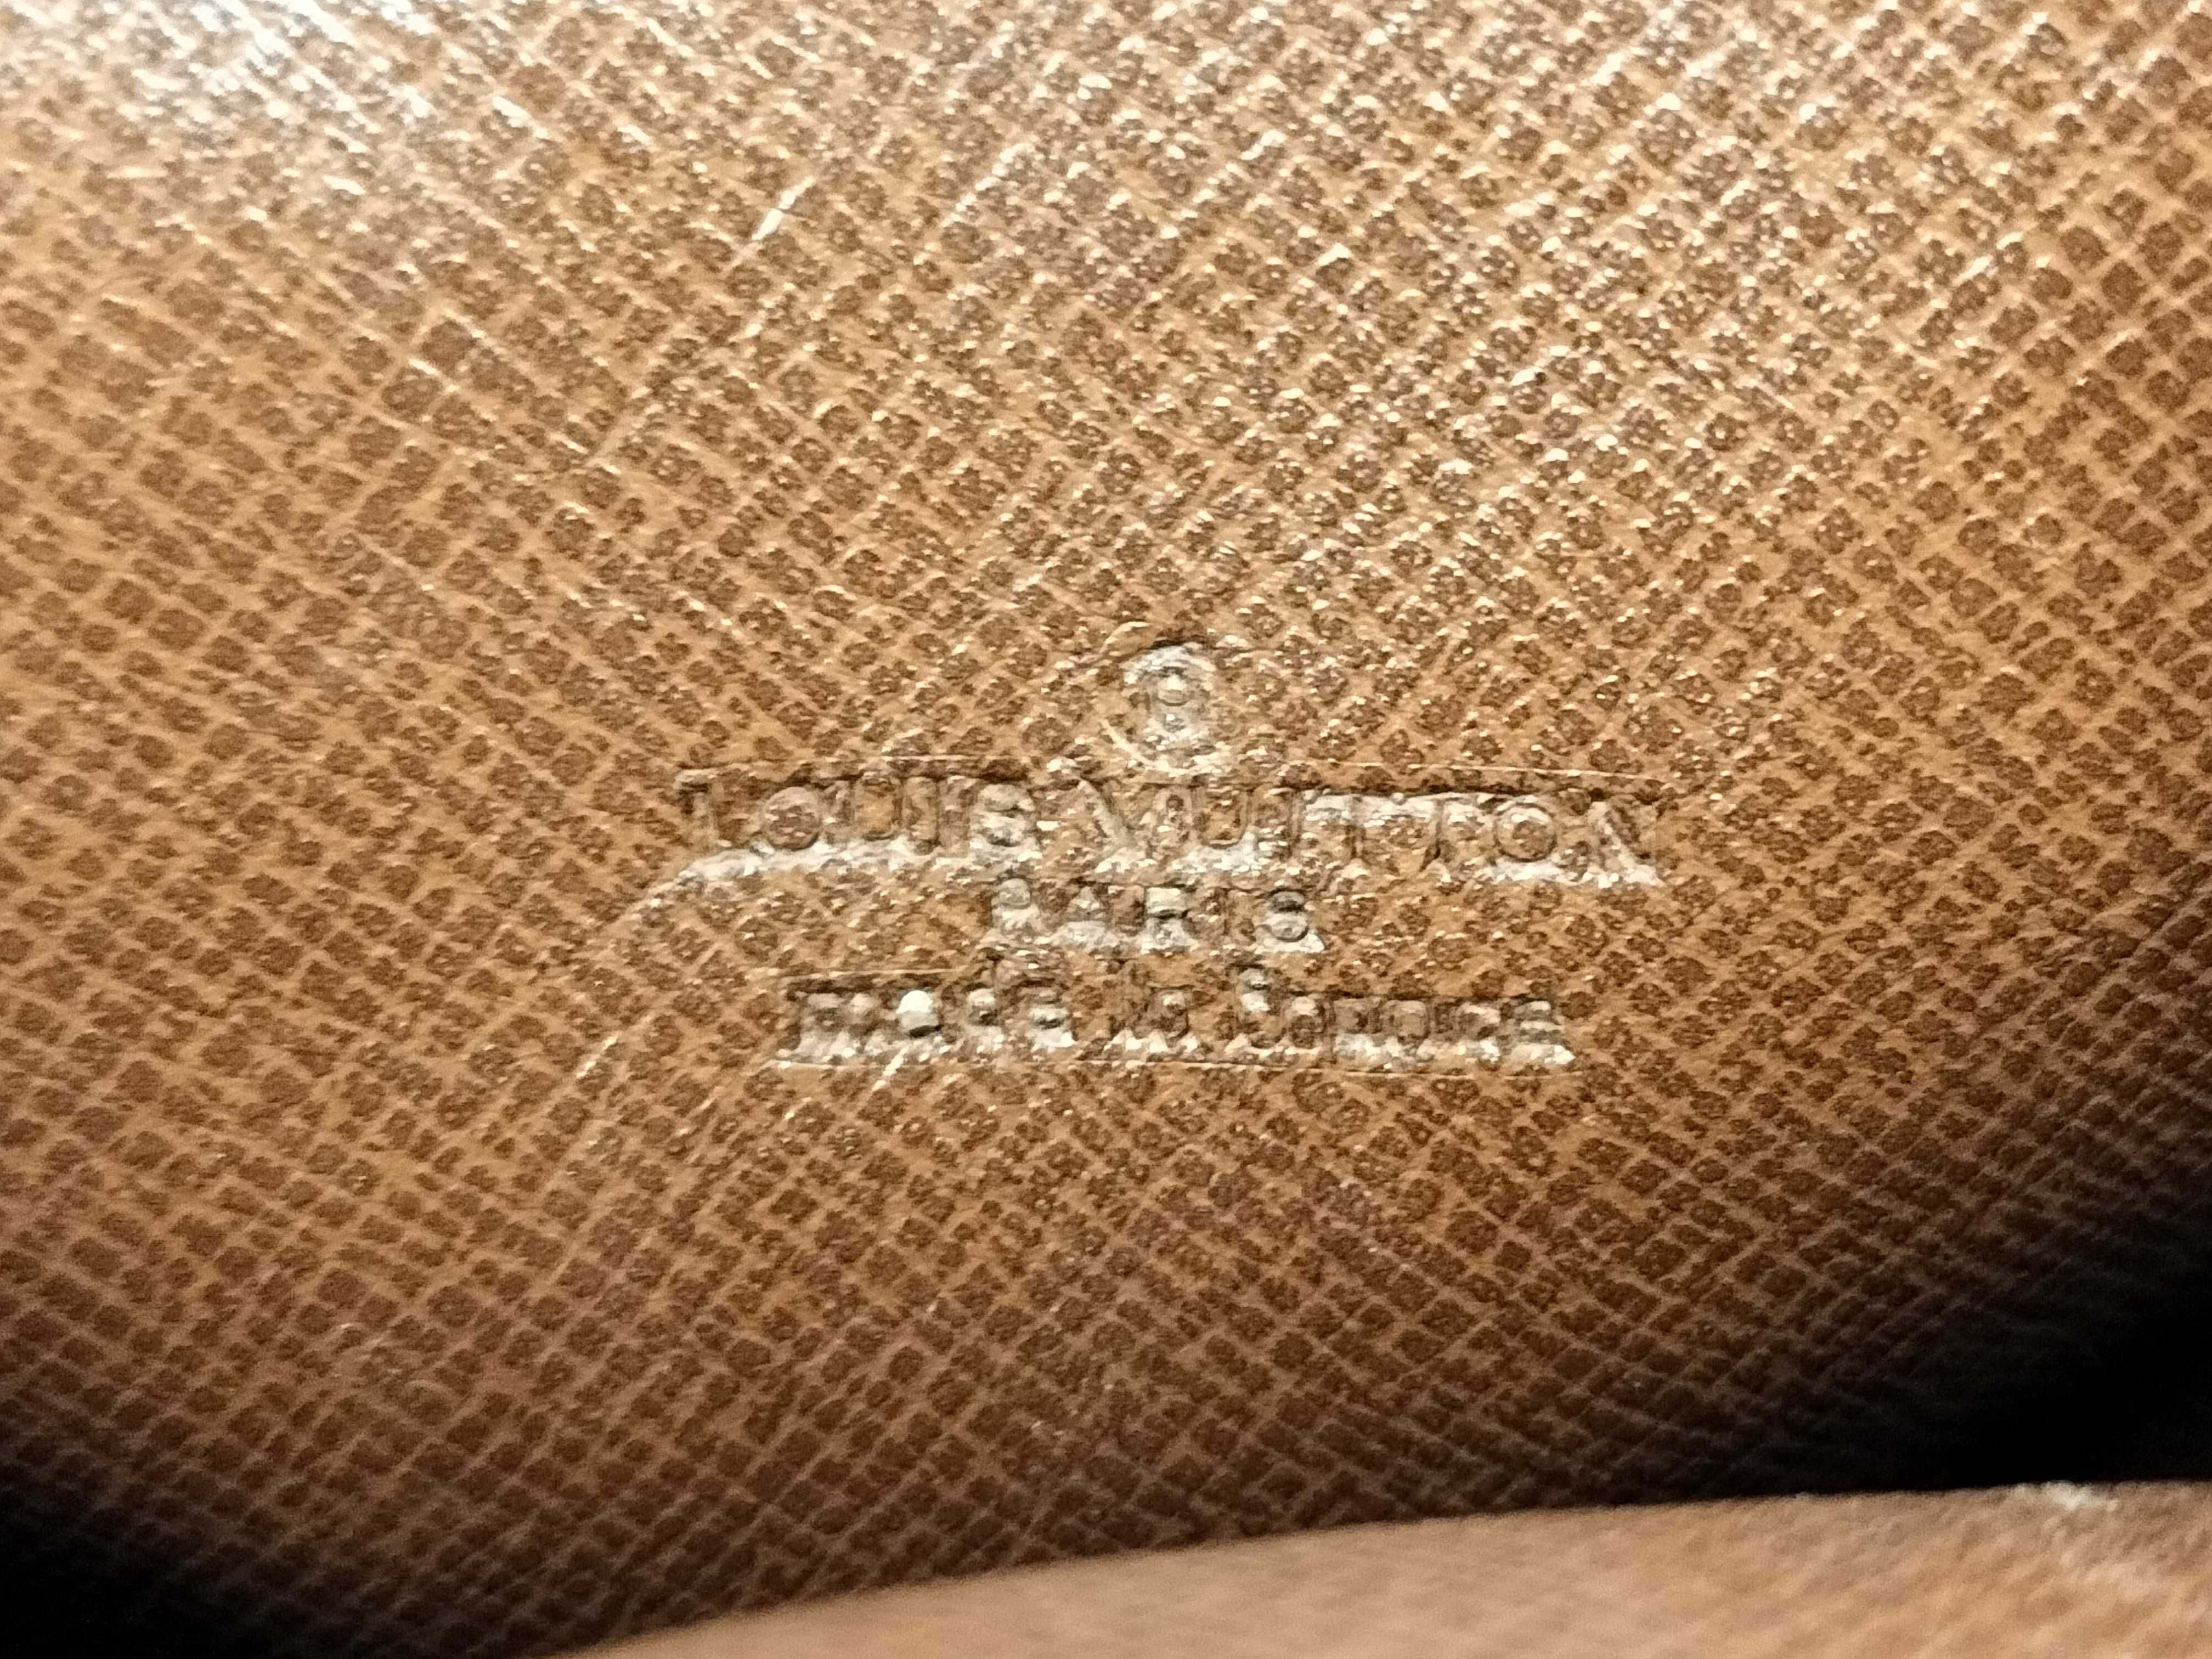 ®
LOUIS VUITTON
PARIS
made in France